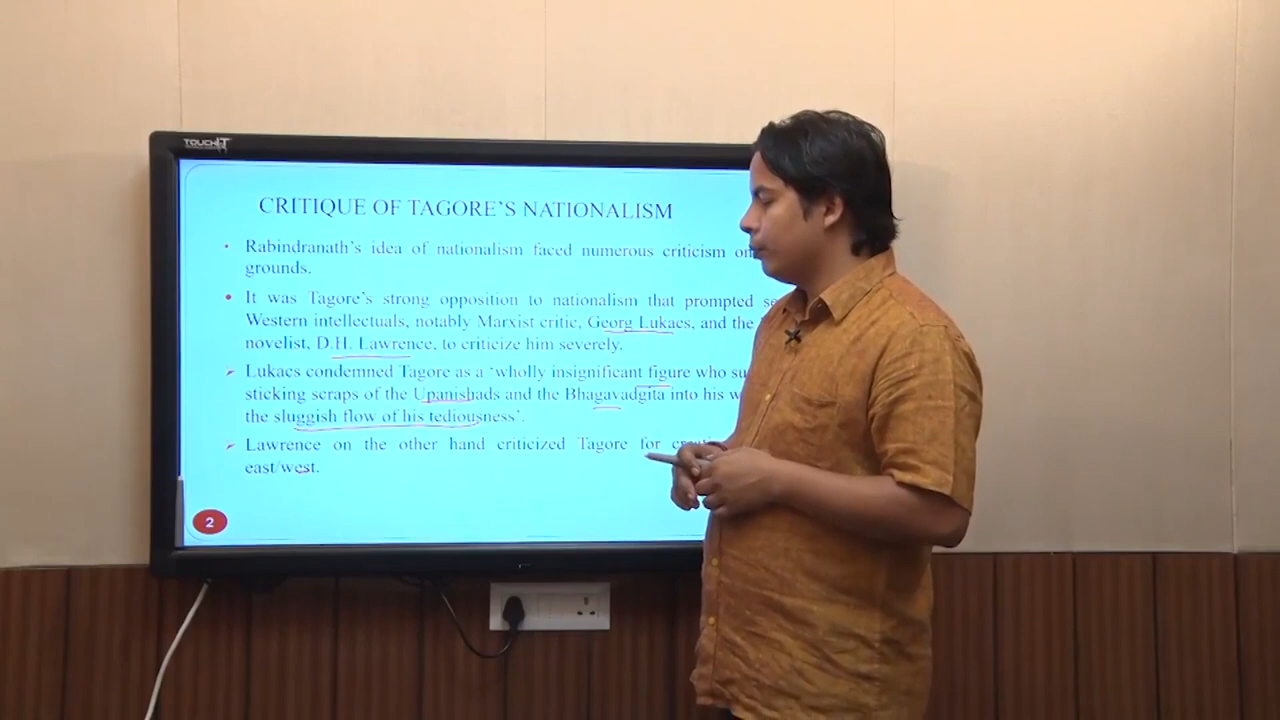 TOUCHIT
CRITIQUE OF TAGORE'S NATIONALISM
• Rabindranath's idea of nationalism faced numerous criticism on
grounds.
• It was Tagore's strong opposition to nationalism that prompted
Western intellectuals, notably Marxist critic, Georg Lukacs, and the
novelist, D.H. Lawrence, to criticize him severely.
➢ Lukacs condemned Tagore as a 'wholly insignificant figure who
sticking scraps of the Upanishads and the Bhagavadgita into his
the sluggish flow of his tediousness'.
➢ Lawrence on the other hand criticized Tagore for
east/west.
2